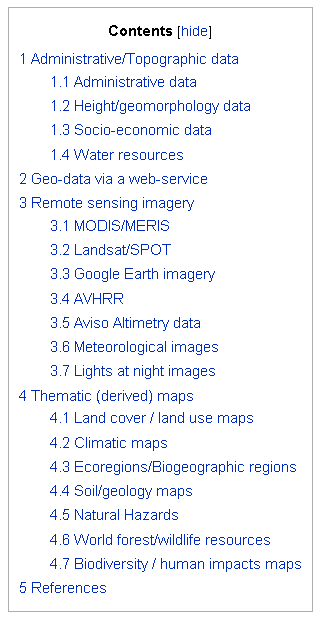 Contents [hide]
1 Administrative/Topographic data
1.1 Administrative data
1.2 Height/geomorphology data
1.3 Socio-economic data
1.4 Water resources
2 Geo-data via a web-service
3 Remote sensing imagery
3.1 MODIS/MERIS
3.2 Landsat/SPOT
3.3 Google Earth imagery
3.4 AVHRR
3.5 Aviso Altimetry data
3.6 Meteorological images
3.7 Lights at night images
4 Thematic (derived) maps
4.1 Land cover / land use maps
4.2 Climatic maps
4.3 Ecoregions/Biogeographic regions
4.4 Soil/geology maps
4.5 Natural Hazards
4.6 World forest/wildlife resources
4.7 Biodiversity / human impacts maps
5 References